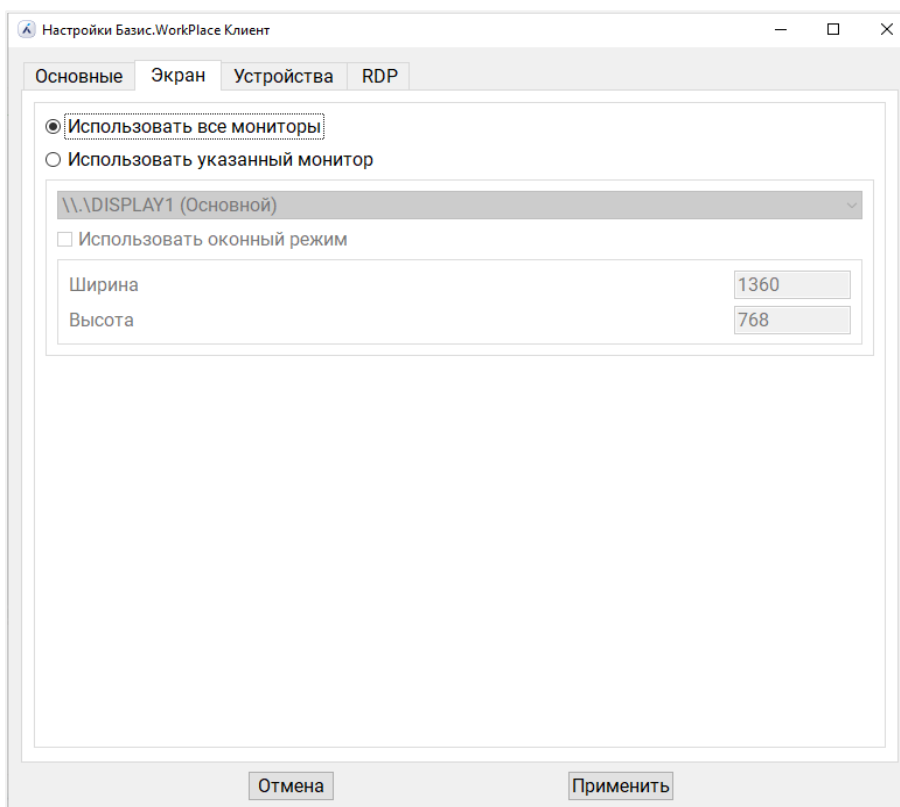 Настройки Базис.WorkPlace Клиент
Основные Экран Устройства RDP
Использовать все мониторы
Использовать указанный монитор
\\.\DISPLAY1 (Основной)
Использовать оконный режим
Ширина 1360
Высота 768
Отмена Применить